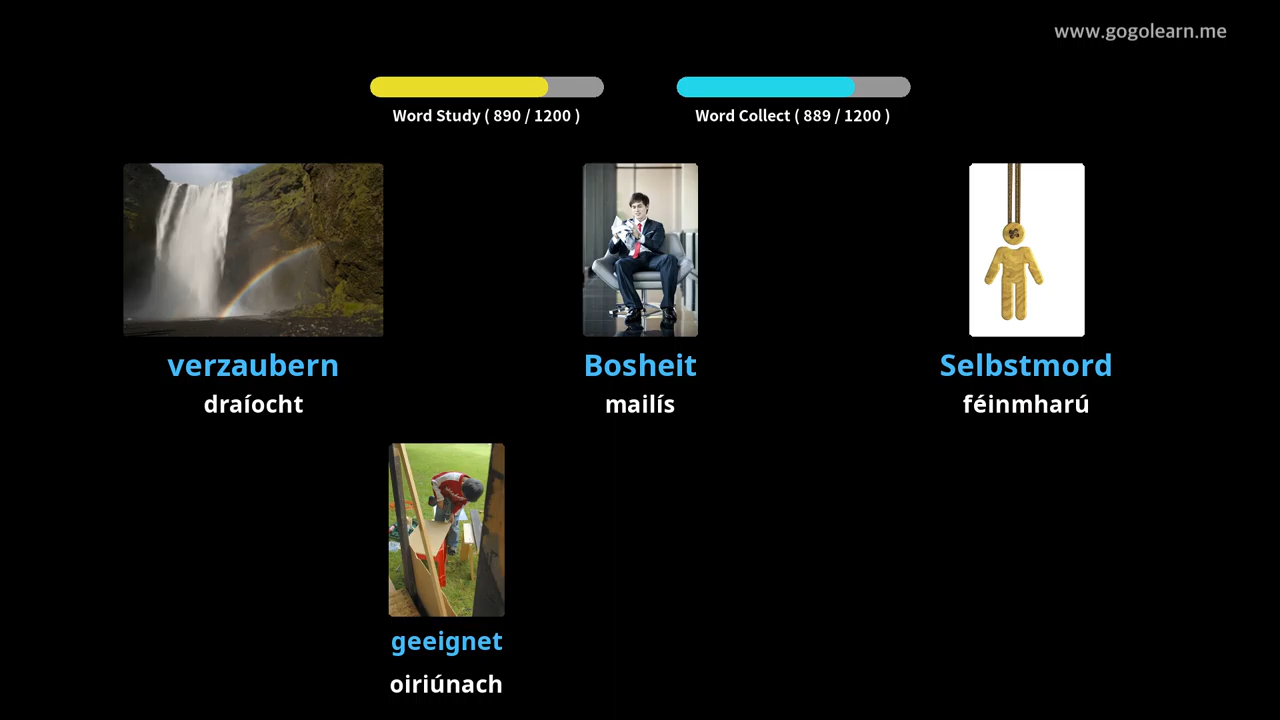 www.gogolearn.me
Word Study ( 890 / 1200 )
Word Collect ( 889 / 1200 )
verzaubern
draíocht
Bosheit
mailís
Selbstmord
féinmharú
geeignet
oiriúnach